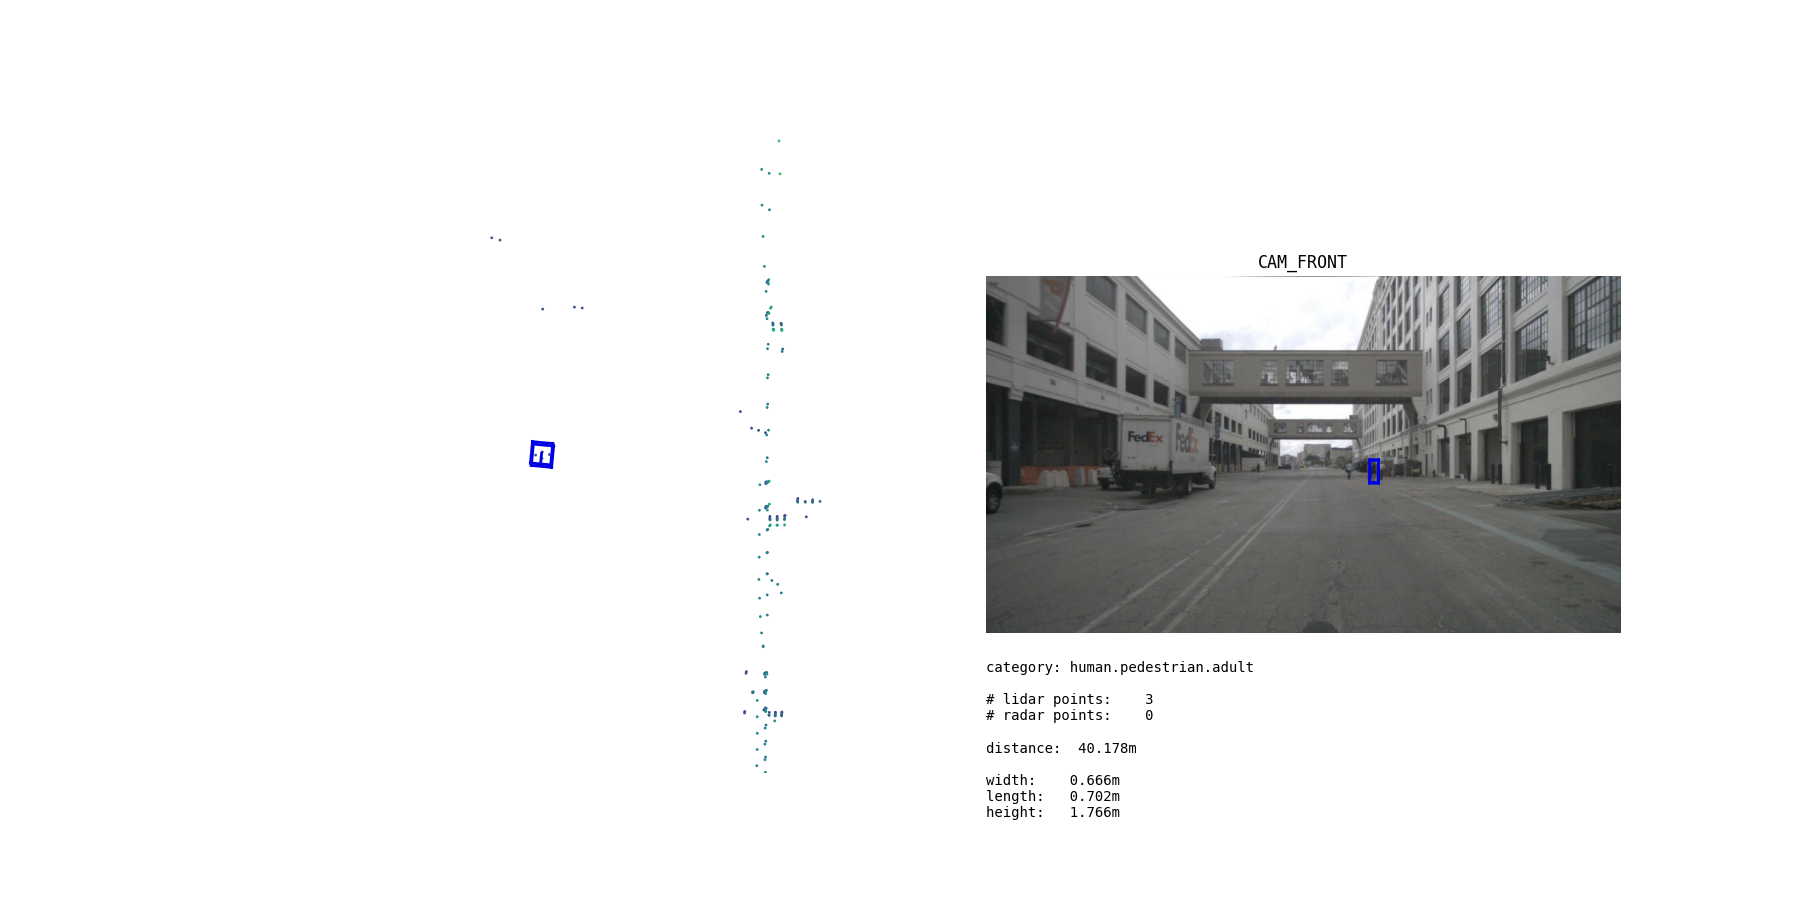 CAM_FRONT
FedEx
FedEx
category: human.pedestrian.adult
# lidar points: 3
# radar points: 0
distance: 40.178m
width: 0.666m
length: 0.702m
height: 1.766m